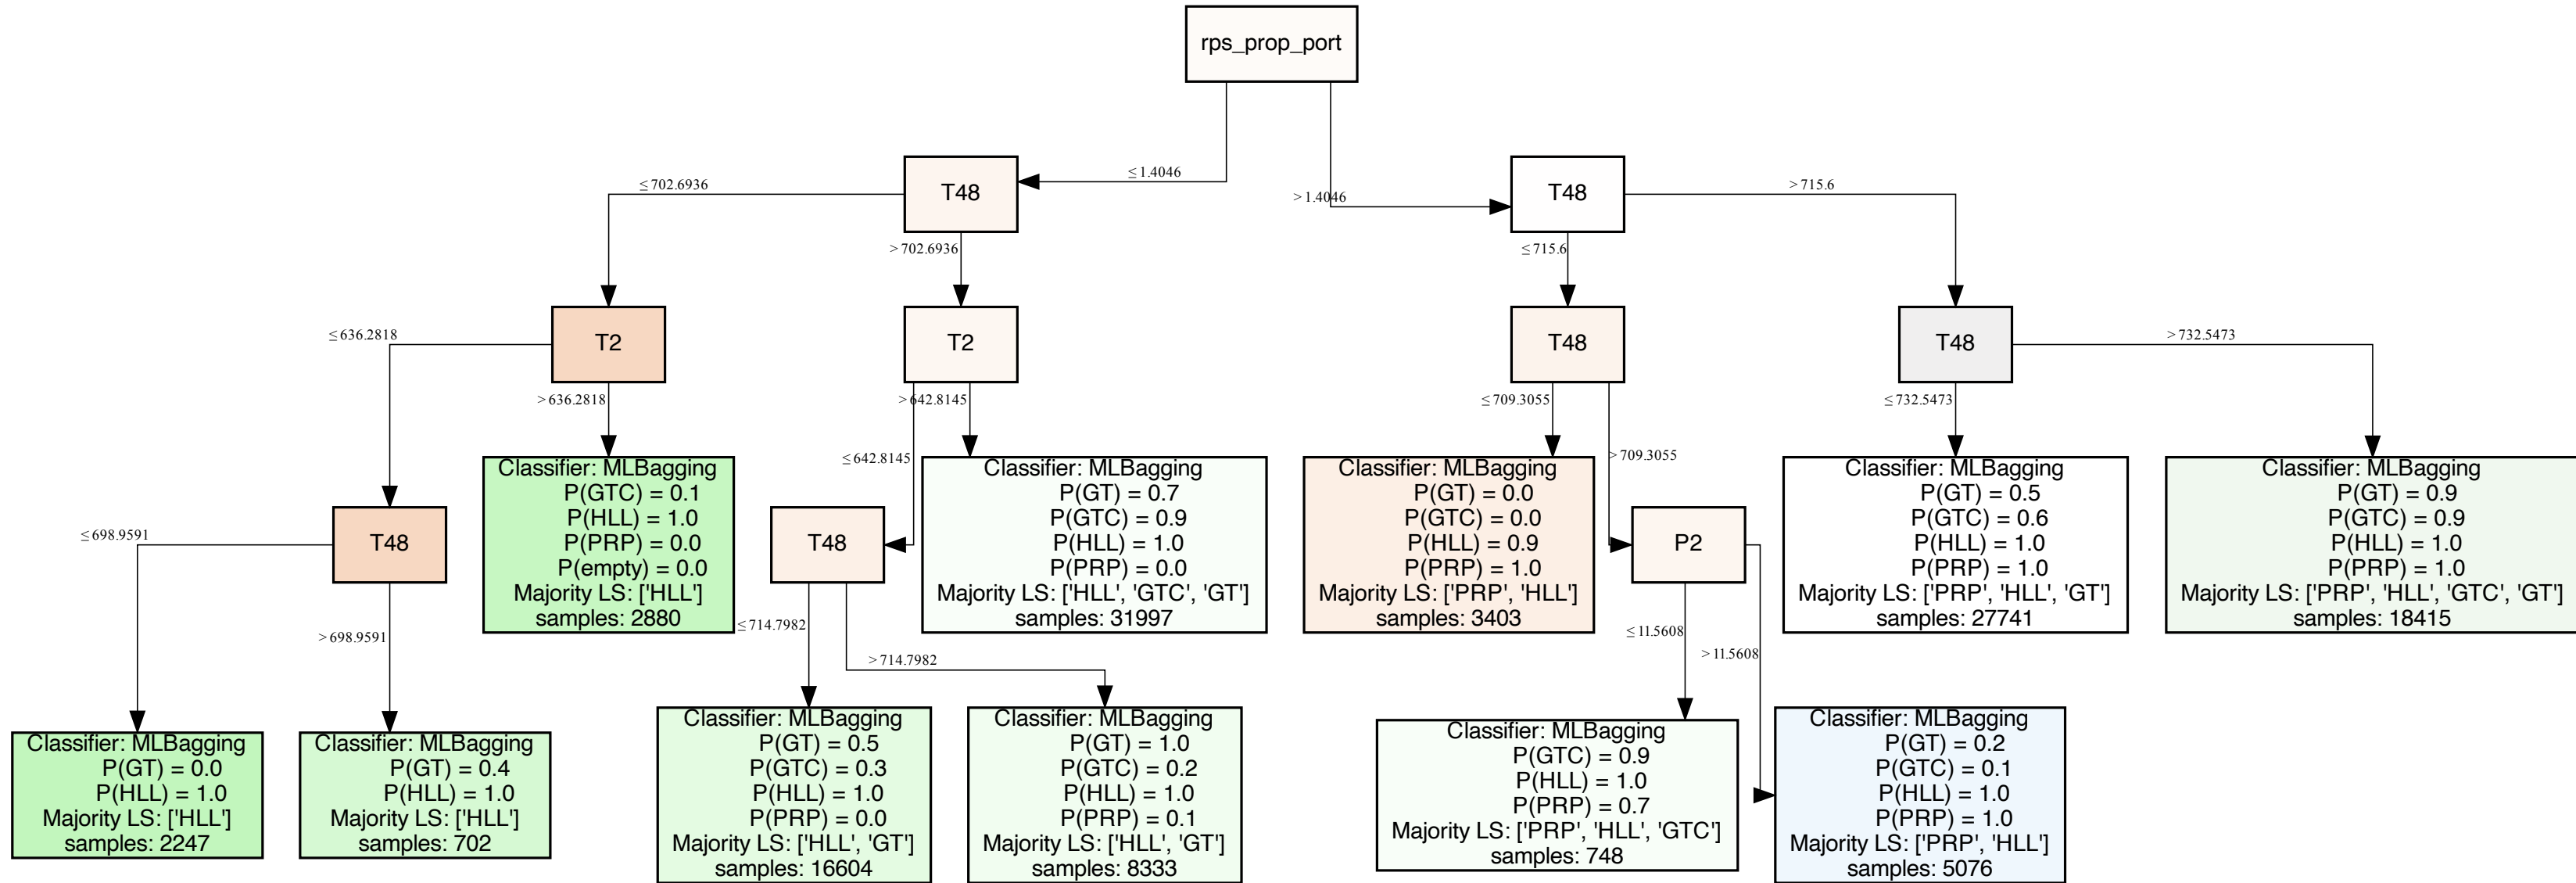 rps_prop_port
≤ 1.4046
> 1.4046
T48
T48
≤ 702.6936
> 702.6936
≤ 715.6
> 715.6
T2
T2
T48
T48
≤ 636.2818
> 636.2818
≤ 642.8145
> 642.8145
≤ 709.3055
> 709.3055
≤ 732.5473
> 732.5473
Classifier: MLBagging
P(GTC) = 0.1
P(HLL) = 1.0
P(PRP) = 0.0
P(empty) = 0.0
Majority LS: ['HLL']
samples: 2880
Classifier: MLBagging
P(GT) = 0.7
P(GTC) = 0.9
P(HLL) = 1.0
P(PRP) = 0.0
Majority LS: ['HLL', 'GTC', 'GT']
samples: 31997
Classifier: MLBagging
P(GT) = 0.0
P(GTC) = 0.0
P(HLL) = 0.9
P(PRP) = 1.0
Majority LS: ['PRP', 'HLL']
samples: 3403
Classifier: MLBagging
P(GT) = 0.5
P(GTC) = 0.6
P(HLL) = 1.0
P(PRP) = 1.0
Majority LS: ['PRP', 'HLL', 'GT']
samples: 27741
Classifier: MLBagging
P(GT) = 0.9
P(GTC) = 0.9
P(HLL) = 1.0
P(PRP) = 1.0
Majority LS: ['PRP', 'HLL', 'GTC', 'GT']
samples: 18415
T48
T48
P2
≤ 698.9591
> 698.9591
≤ 714.7982
> 714.7982
≤ 11.5608
> 11.5608
Classifier: MLBagging
P(GT) = 0.0
P(HLL) = 1.0
Majority LS: ['HLL']
samples: 2247
Classifier: MLBagging
P(GT) = 0.4
P(HLL) = 1.0
Majority LS: ['HLL']
samples: 702
Classifier: MLBagging
P(GT) = 0.5
P(GTC) = 0.3
P(HLL) = 1.0
P(PRP) = 0.0
Majority LS: ['HLL', 'GT']
samples: 16604
Classifier: MLBagging
P(GT) = 1.0
P(GTC) = 0.2
P(HLL) = 1.0
P(PRP) = 0.1
Majority LS: ['HLL', 'GT']
samples: 8333
Classifier: MLBagging
P(GTC) = 0.9
P(HLL) = 1.0
P(PRP) = 0.7
Majority LS: ['PRP', 'HLL', 'GTC']
samples: 748
Classifier: MLBagging
P(GT) = 0.2
P(GTC) = 0.1
P(HLL) = 1.0
P(PRP) = 1.0
Majority LS: ['PRP', 'HLL']
samples: 5076